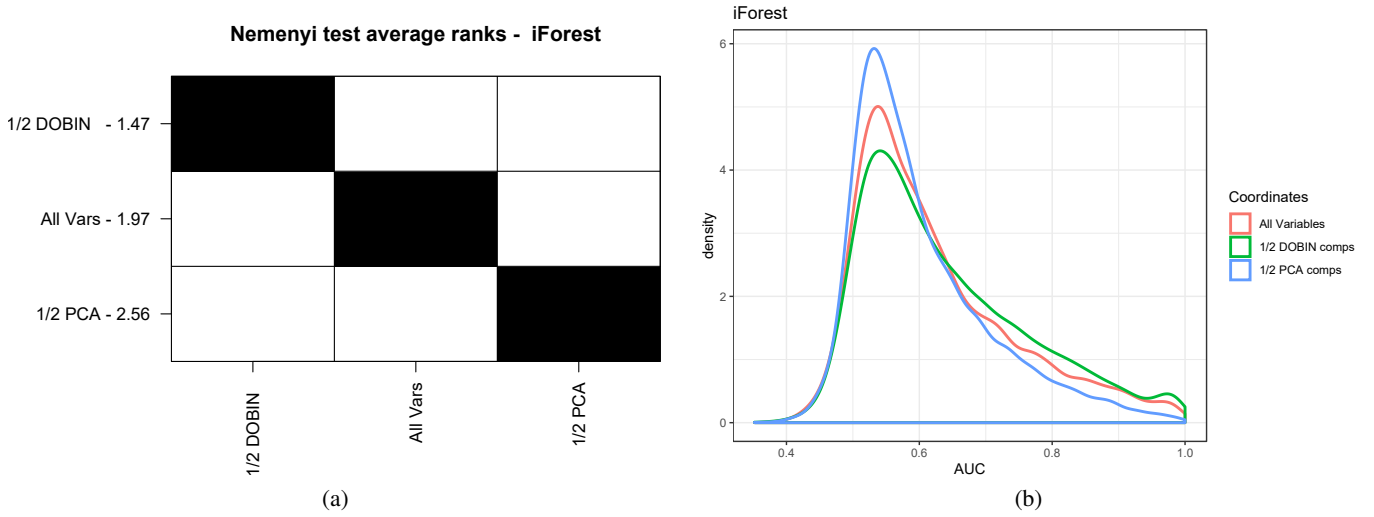 Nemenyi test average ranks - iForest
1/2 DOBIN - 1.47
All Vars - 1.97
1/2 PCA - 2.56
1/2 DOBIN
All Vars
1/2 PCA
(a)
iForest
density
6
4
2
0
0.4
0.6
0.8
1.0
AUC
Coordinates
All Variables
1/2 DOBIN comps
1/2 PCA comps
(b)